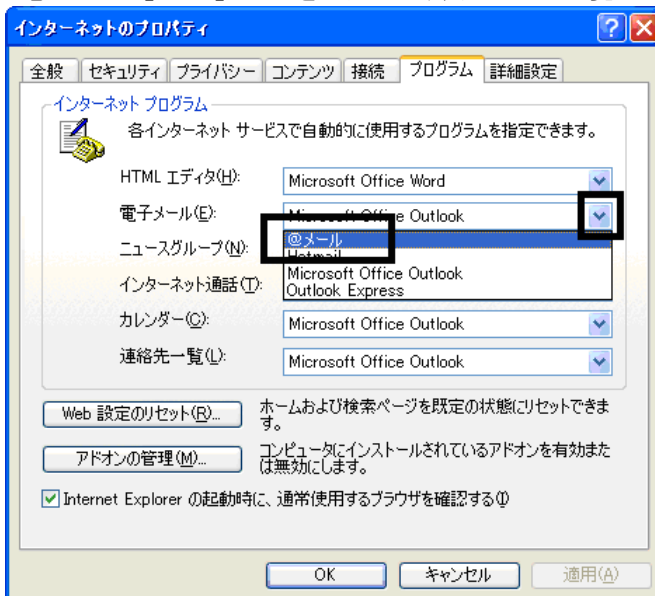 インターネットのプロパティ
全般 セキュリティ プライバシー コンテンツ 接続 プログラム 詳細設定
インターネット プログラム
各インターネット サービスで自動的に使用するプログラムを指定できます。
HTML エディタ(H): Microsoft Office Word
電子メール(E): Microsoft Office Outlook
@メール
ニュースグループ(N): Hotmail
Microsoft Office Outlook
インターネット通話(T): Outlook Express
カレンダー(C): Microsoft Office Outlook
連絡先一覧(L): Microsoft Office Outlook
Web 設定のリセット(R)... ホームおよび検索ページを既定の状態にリセットできま
す。
アドオンの管理(M)... コンピュータにインストールされているアドオンを有効また
は無効にします。
Internet Explorer の起動時に、通常使用するブラウザを確認する(I)
OK キャンセル 適用(A)